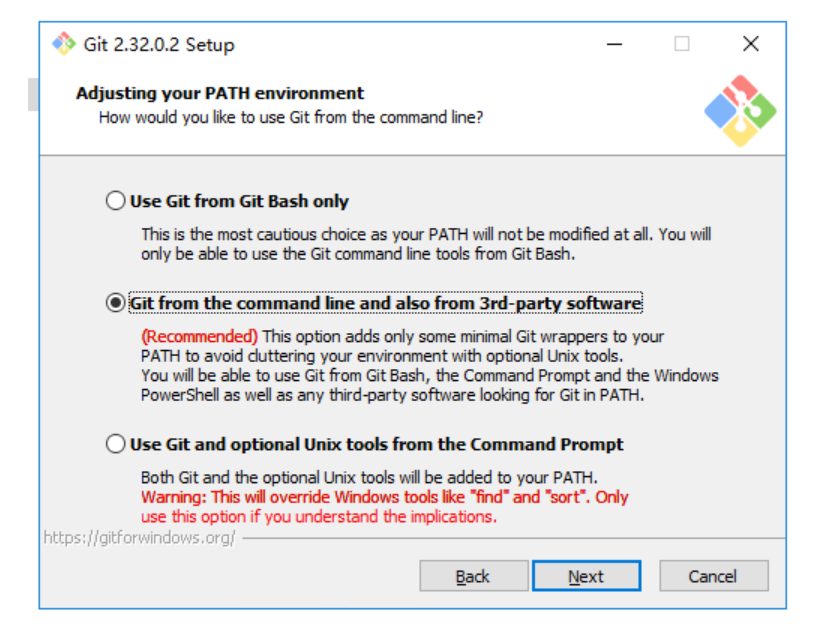 Git 2.32.0.2 Setup
Adjusting your PATH environment
How would you like to use Git from the command line?
Use Git from Git Bash only
This is the most cautious choice as your PATH will not be modified at all. You will
only be able to use the Git command line tools from Git Bash.
Git from the command line and also from 3rd-party software
(Recommended) This option adds only some minimal Git wrappers to your
PATH to avoid cluttering your environment with optional Unix tools.
You will be able to use Git from Git Bash, the Command Prompt and the Windows
PowerShell as well as any third-party software looking for Git in PATH.
Use Git and optional Unix tools from the Command Prompt
Both Git and the optional Unix tools will be added to your PATH.
Warning: This will override Windows tools like "find" and "sort". Only
use this option if you understand the implications.
https://gitforwindows.org/
Back Next Cancel